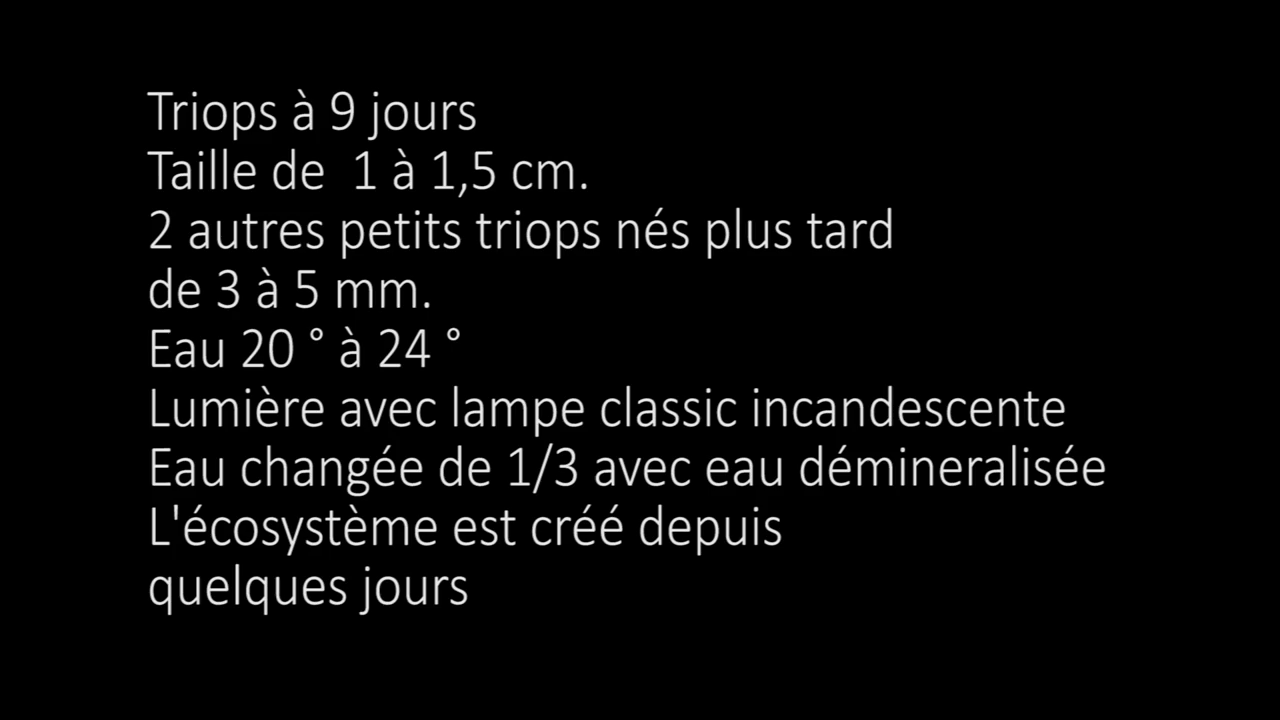 Triops à 9 jours
Taille de  1 à 1,5 cm.
2 autres petits triops nés plus tard
de 3 à 5 mm.
Eau 20 ° à 24 °
Lumière avec lampe classic incandescente
Eau changée de 1/3 avec eau démineralisée
L'écosystème est créé depuis
quelques jours